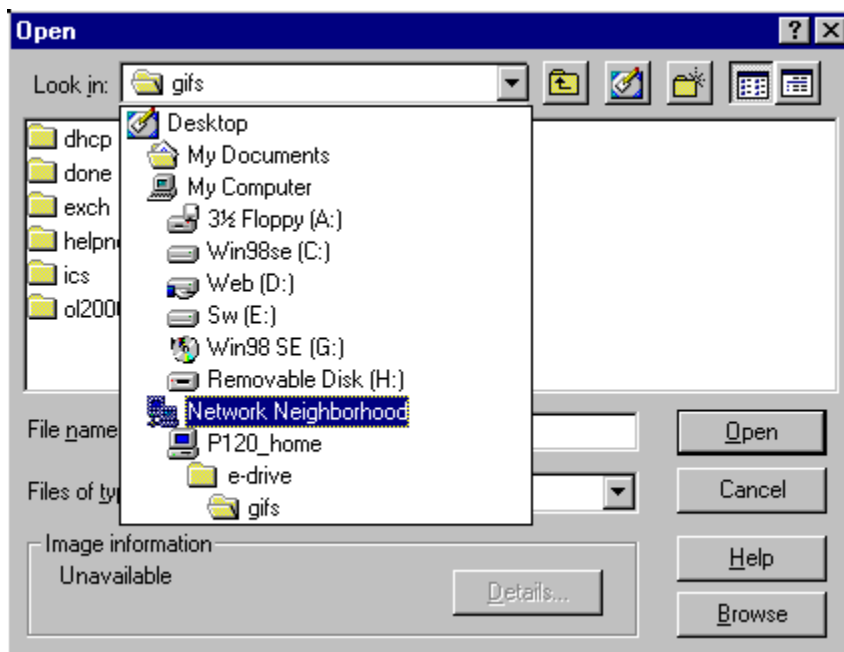 Open
Look in: gifs
Desktop
dhcp
My Documents
done
My Computer
exch
3½ Floppy (A:)
Win98se (C:)
ics
Web (D:)
Sw (E:)
Win98 SE (G:)
Removable Disk (H:)
Network Neighborhood
File name
Open
P120_home
e-drive
Files of
Cancel
gifs
Image information
Unavailable
Help
Details...
Browse